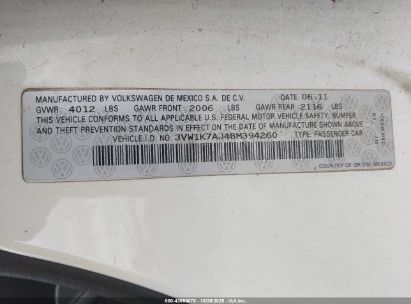 MANUFACTURED BY VOLKSWAGEN DE MEXICO S.A. DE C.V. DATE 06.11
GVWR 4012 LBS GAWR FRONT 2006 LBS GAWR REAR 2116 LBS
THIS VEHICLE CONFORMS TO ALL APPLICABLE U.S. FEDERAL MOTOR VEHICLE SAFETY, BUMPER,
AND THEFT PREVENTION STANDARDS IN EFFECT ON THE DATE OF MANUFACTURE SHOWN ABOVE
VEHICLE I.D. NO. 3VW1K7AJ4BM394260 TYPE: PASSENGER CAR
COUNTRY OF ORIGIN, MEXICO